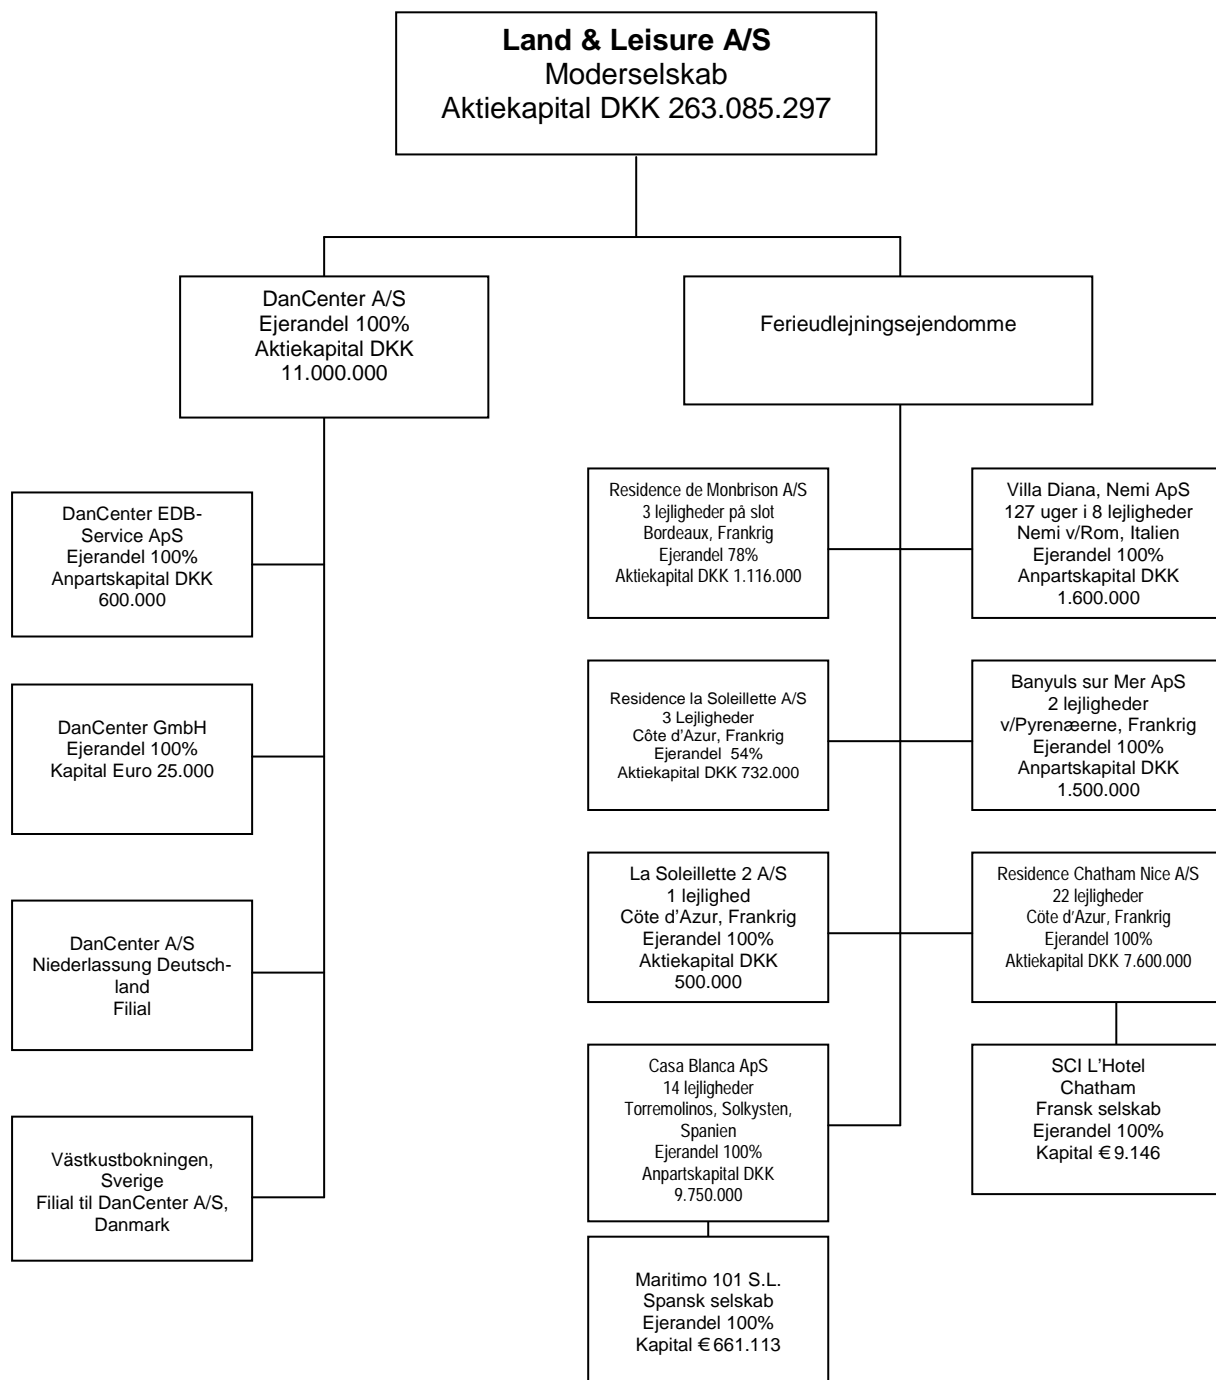 Land & Leisure A/S
Moderselskab
Aktiekapital DKK 263.085.297
DanCenter A/S
Ejerandel 100%
Aktiekapital DKK
11.000.000
Ferieudlejningsejendomme
DanCenter EDB-
Service ApS
Ejerandel 100%
Anpartskapital DKK
600.000
DanCenter GmbH
Ejerandel 100%
Kapital Euro 25.000
DanCenter A/S
Niederlassung Deutsch-
land
Filial
Västkustbokningen,
Sverige
Filial til DanCenter A/S,
Danmark
Residence de Monbrison A/S
3 lejligheder på slot
Bordeaux, Frankrig
Ejerandel 78%
Aktiekapital DKK 1.116.000
Villa Diana, Nemi ApS
127 uger i 8 lejligheder
Nemi v/Rom, Italien
Ejerandel 100%
Anpartskapital DKK
1.600.000
Residence la Soleillette A/S
3 Lejligheder
Côte d'Azur, Frankrig
Ejerandel 54%
Aktiekapital DKK 732.000
Banyuls sur Mer ApS
2 lejligheder
v/Pyrenæerne, Frankrig
Ejerandel 100%
Anpartskapital DKK
1.500.000
La Soleillette 2 A/S
1 lejlighed
Cöte d'Azur, Frankrig
Ejerandel 100%
Aktiekapital DKK
500.000
Residence Chatham Nice A/S
22 lejligheder
Côte d'Azur, Frankrig
Ejerandel 100%
Aktiekapital DKK 7.600.000
Casa Blanca ApS
14 lejligheder
Torremolinos, Solkysten,
Spanien
Ejerandel 100%
Anpartskapital DKK
9.750.000
SCI L'Hotel
Chatham
Fransk selskab
Ejerandel 100%
Kapital € 9.146
Maritimo 101 S.L.
Spansk selskab
Ejerandel 100%
Kapital € 661.113